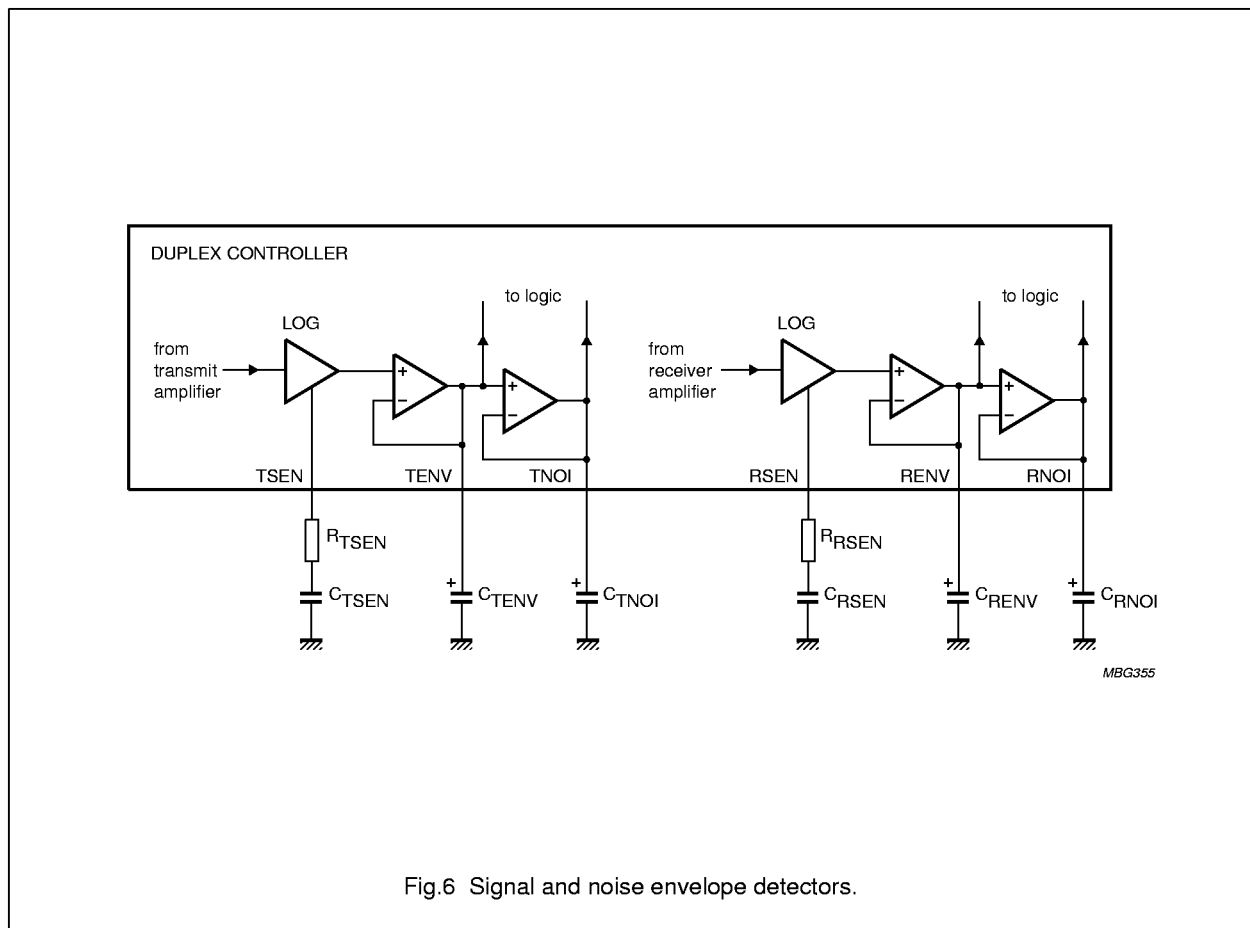 DUPLEX CONTROLLER
to logic
to logic
LOG
LOG
from
transmit
amplifier
from
receiver
amplifier
+
−
+
−
+
−
+
−
TSEN
TENV
TNOI
RSEN
RENV
RNOI
RTSEN
RRSEN
+
+
+
+
CTSEN
CTENV
CTNOI
CRSEN
CRENV
CRNOI
MBG355
Fig.6 Signal and noise envelope detectors.